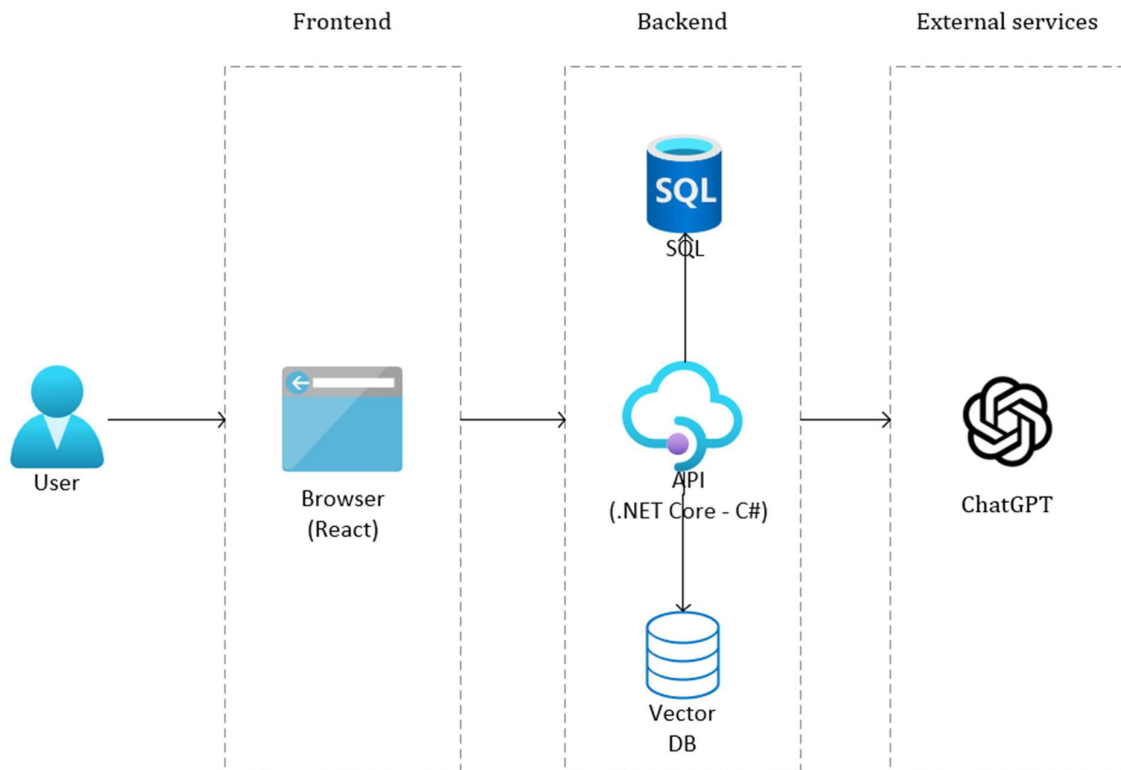 Frontend
Backend
External services
SQL
SQL
User
Browser
(React)
API
(.NET Core - C#)
ChatGPT
Vector
DB